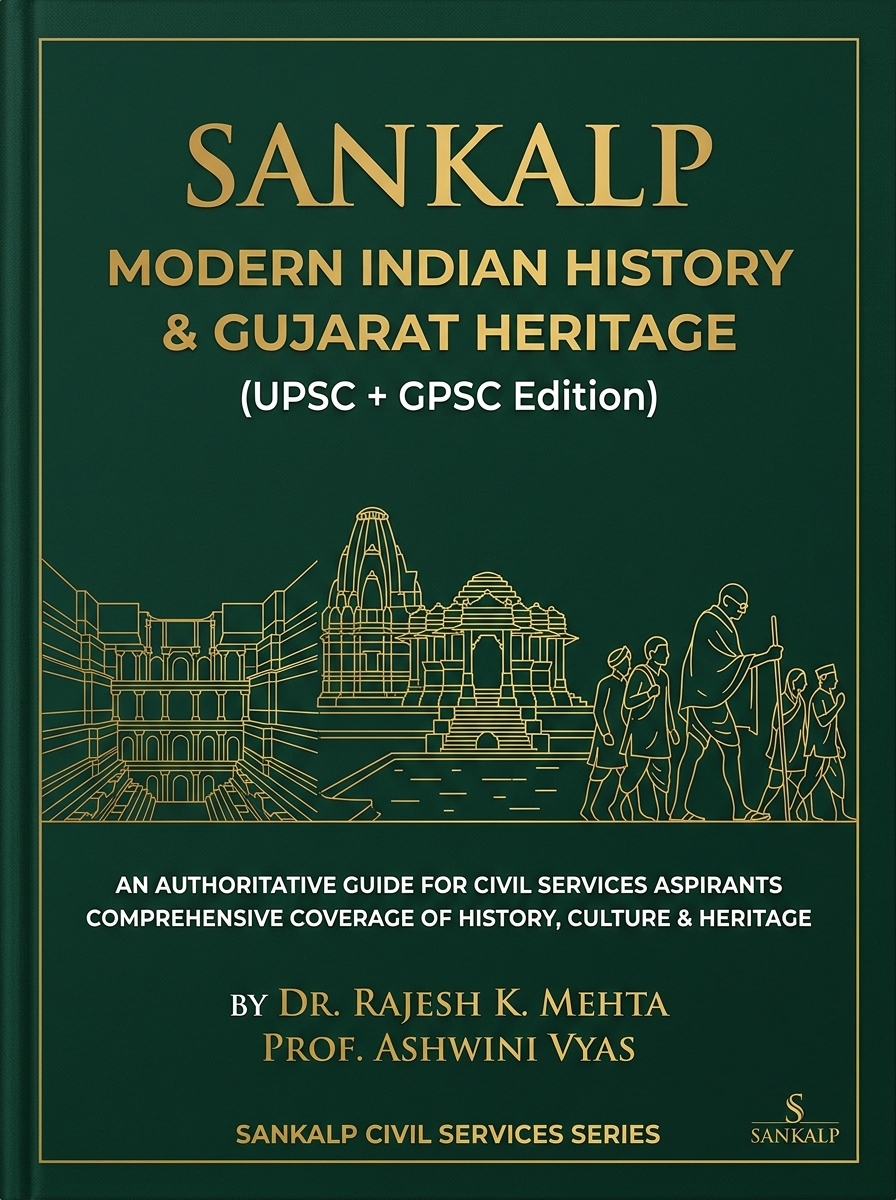 SANKALP
MODERN INDIAN HISTORY
& GUJARAT HERITAGE
(UPSC + GPSC Edition)
AN AUTHORITATIVE GUIDE FOR CIVIL SERVICES ASPIRANTS
COMPREHENSIVE COVERAGE OF HISTORY, CULTURE & HERITAGE
BY DR. RAJESH K. MEHTA
PROF. ASHWINI VYAS
SANKALP CIVIL SERVICES SERIES
S
SANKALP